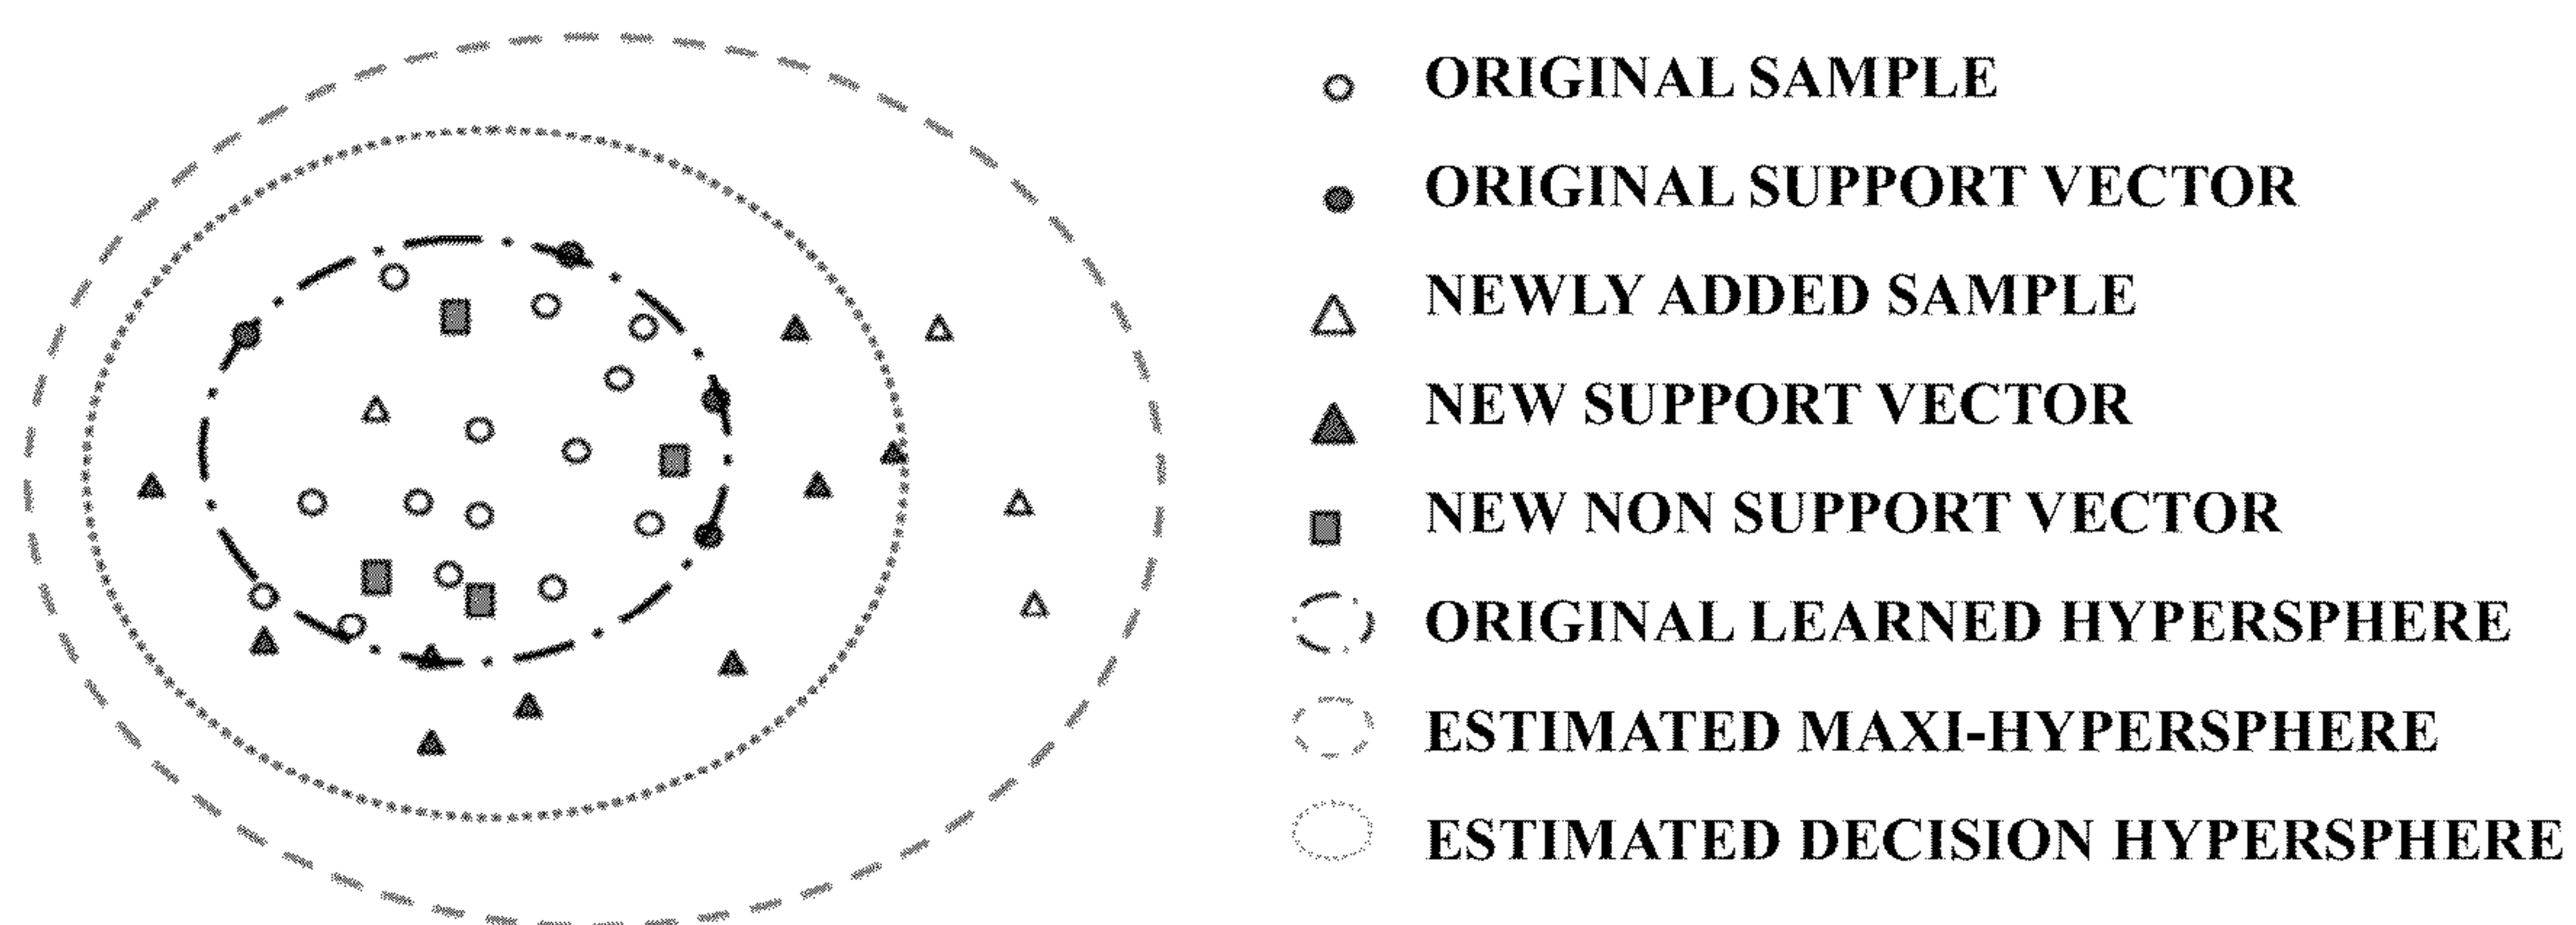 ORIGINAL SAMPLE
ORIGINAL SUPPORT VECTOR
NEWLY ADDED SAMPLE
NEW SUPPORT VECTOR
NEW NON SUPPORT VECTOR
ORIGINAL LEARNED HYPERSPHERE
ESTIMATED MAXI-HYPERSPHERE
ESTIMATED DECISION HYPERSPHERE